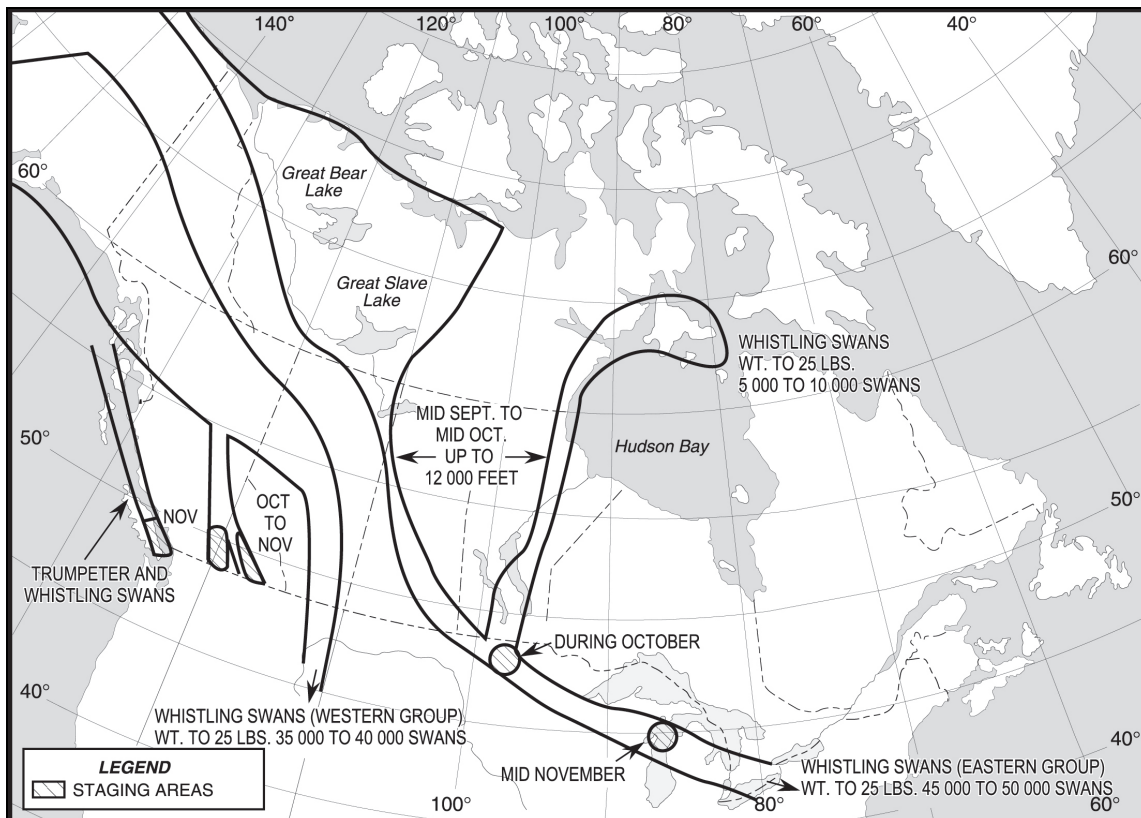 140°
120°
100°
80°
60°
40°
60°
Great Bear
Lake
Great Slave
Lake
60°
WHISTLING SWANS
WT. TO 25 LBS.
5 000 TO 10 000 SWANS
MID SEPT. TO
MID OCT.
UP TO
12 000 FEET
Hudson Bay
50°
50°
NOV
OCT
TO
NOV
TRUMPETER AND
WHISTLING SWANS
DURING OCTOBER
40°
WHISTLING SWANS (WESTERN GROUP)
WT. TO 25 LBS. 35 000 TO 40 000 SWANS
40°
MID NOVEMBER
WHISTLING SWANS (EASTERN GROUP)
WT. TO 25 LBS. 45 000 TO 50 000 SWANS
LEGEND
STAGING AREAS
100°
80°
60°